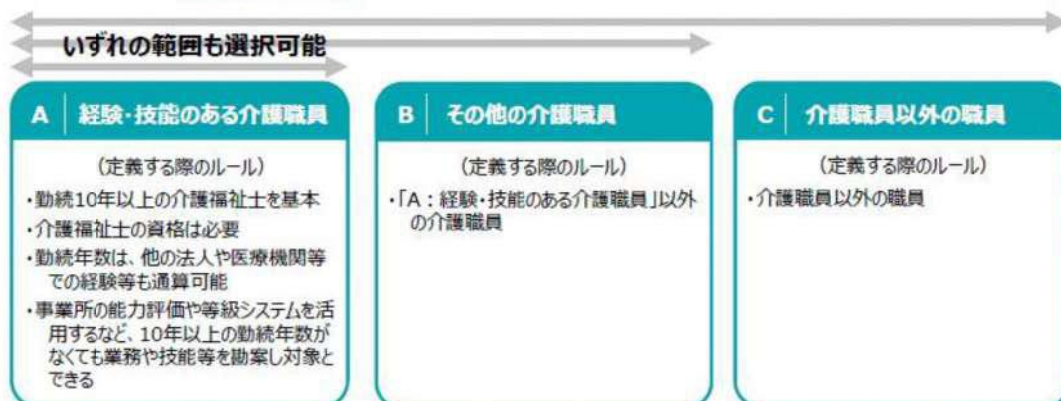 いずれの範囲も選択可能
A 経験・技能のある介護職員
(定義する際のルール)
・勤続10年以上の介護福祉士を基本
・介護福祉士の資格は必要
・勤続年数は、他の法人や医療機関等
での経験等も通算可能
・事業所の能力評価や等級システムを活
用するなど、10年以上の勤続年数が
なくても業務や技能等を勘案し対象と
できる
B その他の介護職員
(定義する際のルール)
・「A：経験・技能のある介護職員」以外
の介護職員
C 介護職員以外の職員
(定義する際のルール)
・介護職員以外の職員